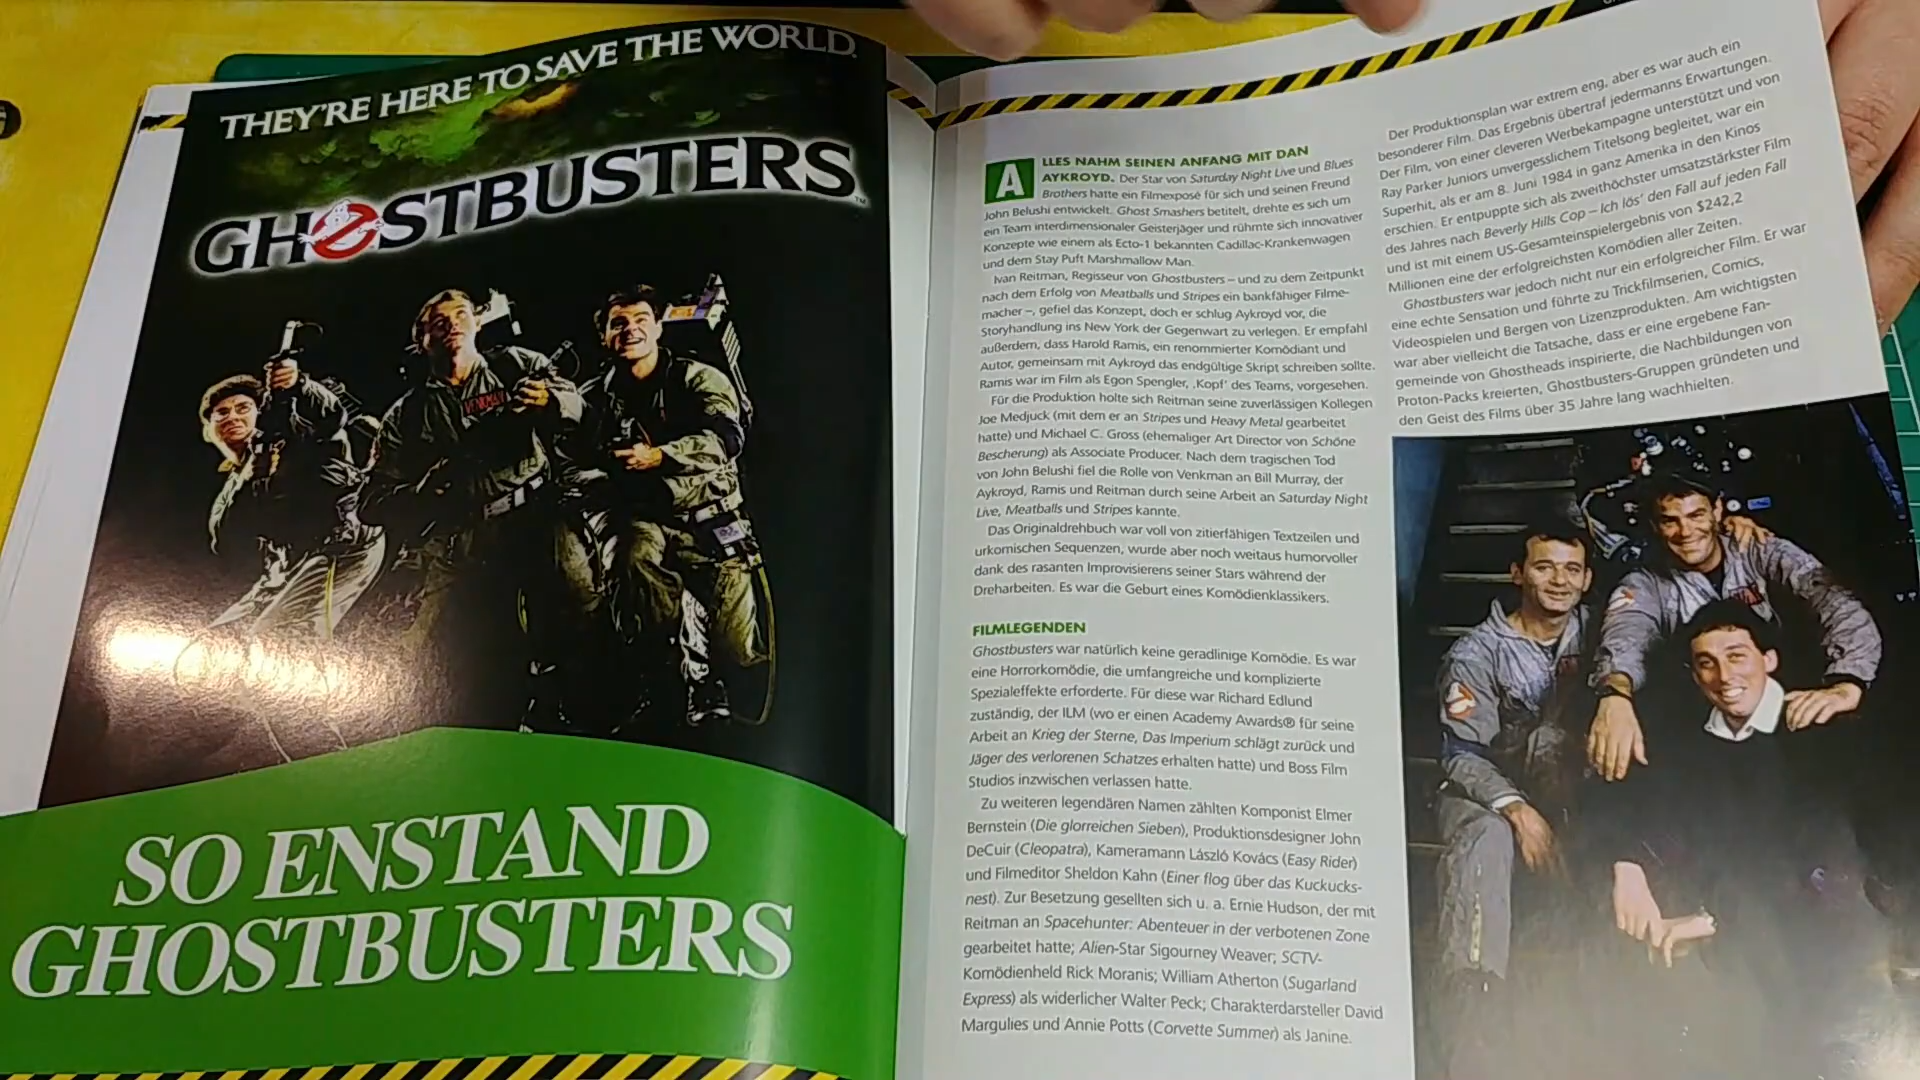 THEY'RE HERE TO SAVE THE WORLD.
GHOSTBUSTERS™
VENKMAN
SO ENSTAND
GHOSTBUSTERS
ALLES NAHM SEINEN ANFANG MIT DAN
AYKROYD. Der Star von Saturday Night Live und Blues
Brothers hatte ein Filmexposé für sich und seinen Freund
John Belushi entwickelt. Ghost Smashers betitelt, drehte es sich um
ein Team interdimensionaler Geisterjäger und rühmte sich innovativer
Konzepte wie einem als Ecto-1 bekannten Cadillac-Krankenwagen
und dem Stay Puft Marshmallow Man.
Ivan Reitman, Regisseur von Ghostbusters – und zu dem Zeitpunkt
nach dem Erfolg von Meatballs und Stripes ein bankfähiger Filme-
macher –, gefiel das Konzept, doch er schlug Aykroyd vor, die
Storyhandlung ins New York der Gegenwart zu verlegen. Er empfahl
außerdem, dass Harold Ramis, ein renommierter Komödiant und
Autor, gemeinsam mit Aykroyd das endgültige Skript schreiben sollte.
Ramis war im Film als Egon Spengler, ‚Kopf' des Teams, vorgesehen.
Für die Produktion holte sich Reitman seine zuverlässigen Kollegen
Joe Medjuck (mit dem er an Stripes und Heavy Metal gearbeitet
hatte) und Michael C. Gross (ehemaliger Art Director von Schöne
Bescherung) als Associate Producer. Nach dem tragischen Tod
von John Belushi fiel die Rolle von Venkman an Bill Murray, der
Aykroyd, Ramis und Reitman durch seine Arbeit an Saturday Night
Live, Meatballs und Stripes kannte.
Das Originaldrehbuch war voll von zitierfähigen Textzeilen und
urkomischen Sequenzen, wurde aber noch weitaus humorvoller
dank des rasanten Improvisierens seiner Stars während der
Dreharbeiten. Es war die Geburt eines Komödienklassikers.
FILMLEGENDEN
Ghostbusters war natürlich keine geradlinige Komödie. Es war
eine Horrorkomödie, die umfangreiche und komplizierte
Spezialeffekte erforderte. Für diese war Richard Edlund
zuständig, der ILM (wo er einen Academy Awards® für seine
Arbeit an Krieg der Sterne, Das Imperium schlägt zurück und
Jäger des verlorenen Schatzes erhalten hatte) und Boss Film
Studios inzwischen verlassen hatte.
Zu weiteren legendären Namen zählten Komponist Elmer
Bernstein (Die glorreichen Sieben), Produktionsdesigner John
DeCuir (Cleopatra), Kameramann László Kovács (Easy Rider)
und Filmeditor Sheldon Kahn (Einer flog über das Kuckucks-
nest). Zur Besetzung gesellten sich u. a. Ernie Hudson, der mit
Reitman an Spacehunter: Abenteuer in der verbotenen Zone
gearbeitet hatte; Alien-Star Sigourney Weaver; SCTV-
Komödienheld Rick Moranis; William Atherton (Sugarland
Express) als widerlicher Walter Peck; Charakterdarsteller David
Margulies und Annie Potts (Corvette Summer) als Janine.
Der Produktionsplan war extrem eng, aber es war auch ein
besonderer Film. Das Ergebnis übertraf jedermanns Erwartungen.
Der Film, von einer cleveren Werbekampagne unterstützt und von
Ray Parker Juniors unvergesslichem Titelsong begleitet, war ein
Superhit, als er am 8. Juni 1984 in ganz Amerika in den Kinos
erschien. Er entpuppte sich als zweithöchster umsatzstärkster Film
des Jahres nach Beverly Hills Cop – Ich lös' den Fall auf jeden Fall
und ist mit einem US-Gesamteinspielergebnis von $242,2
Millionen eine der erfolgreichsten Komödien aller Zeiten.
Ghostbusters war jedoch nicht nur ein erfolgreicher Film. Er war
eine echte Sensation und führte zu Trickfilmserien, Comics,
Videospielen und Bergen von Lizenzprodukten. Am wichtigsten
war aber vielleicht die Tatsache, dass er eine ergebene Fan-
gemeinde von Ghostheads inspirierte, die Nachbildungen von
Proton-Packs kreierten, Ghostbusters-Gruppen gründeten und
den Geist des Films über 35 Jahre lang wachhielten.